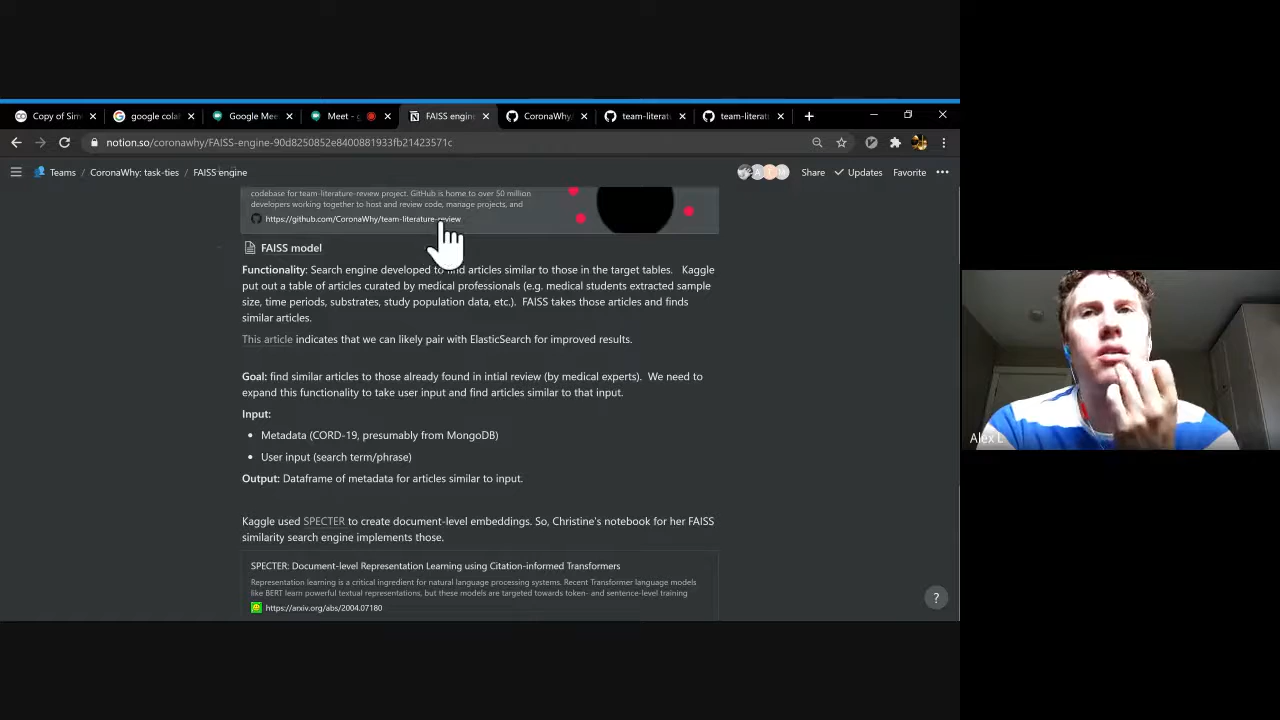 Copy of Sim
google colab
Google Mee
Meet - g
FAISS engin
CoronaWhy
team-literat
team-literat
notion.so/coronawhy/FAISS-engine-90d8250852e8400881933fb21423571c
Teams / CoronaWhy: task-ties / FAISS engine
Share Updates Favorite
codebase for team-literature-review project. GitHub is home to over 50 million
developers working together to host and review code, manage projects, and
https://github.com/CoronaWhy/team-literature-review
FAISS model
Functionality: Search engine developed to find articles similar to those in the target tables. Kaggle
put out a table of articles curated by medical professionals (e.g. medical students extracted sample
size, time periods, substrates, study population data, etc.). FAISS takes those articles and finds
similar articles.
This article indicates that we can likely pair with ElasticSearch for improved results.
Goal: find similar articles to those already found in intial review (by medical experts). We need to
expand this functionality to take user input and find articles similar to that input.
Input:
• Metadata (CORD-19, presumably from MongoDB)
• User input (search term/phrase)
Output: Dataframe of metadata for articles similar to input.
Kaggle used SPECTER to create document-level embeddings. So, Christine's notebook for her FAISS
similarity search engine implements those.
SPECTER: Document-level Representation Learning using Citation-informed Transformers
Representation learning is a critical ingredient for natural language processing systems. Recent Transformer language models
like BERT learn powerful textual representations, but these models are targeted towards token- and sentence-level training
https://arxiv.org/abs/2004.07180
?
Alex L